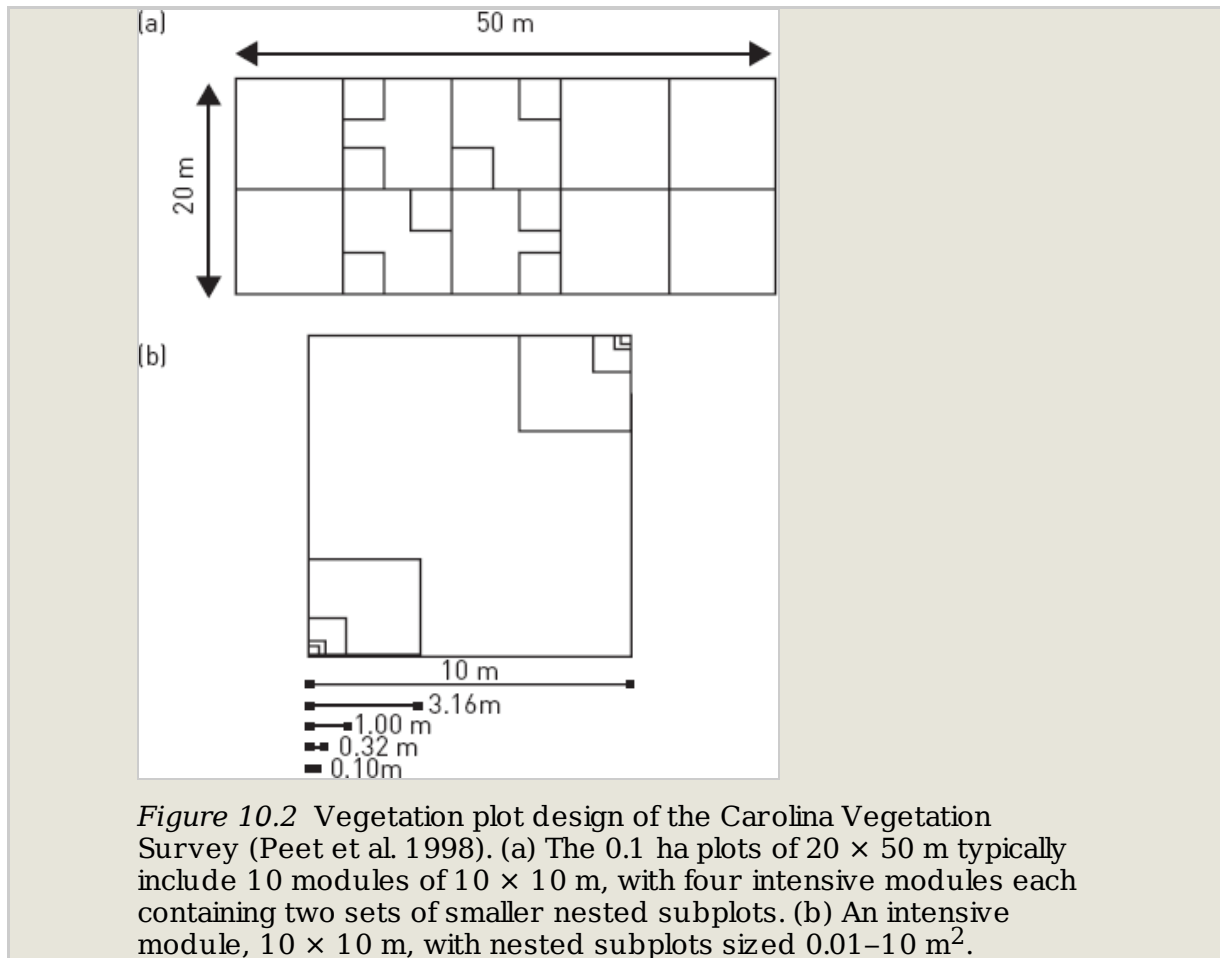 (a)
50 m
20 m
(b)
10 m
3.16m
1.00 m
0.32 m
0.10m
Figure 10.2 Vegetation plot design of the Carolina Vegetation
Survey (Peet et al. 1998). (a) The 0.1 ha plots of 20 × 50 m typically
include 10 modules of 10 × 10 m, with four intensive modules each
containing two sets of smaller nested subplots. (b) An intensive
module, 10 × 10 m, with nested subplots sized 0.01–10 m².